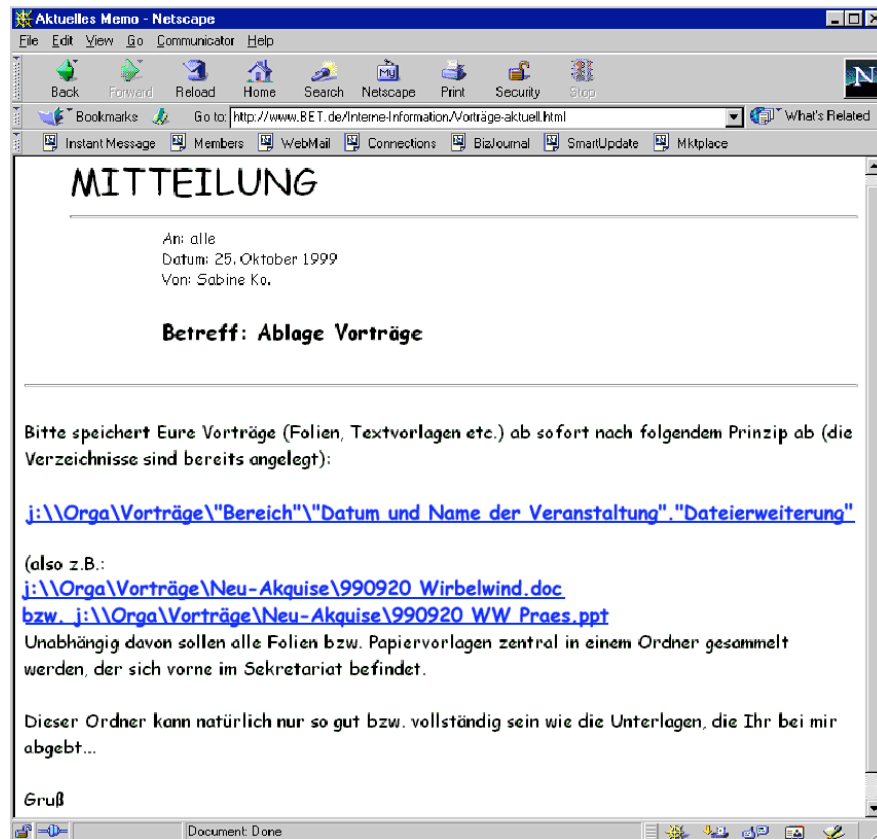 Aktuelles Memo - Netscape
File Edit View Go Communicator Help
Back Forward Reload Home Search Netscape Print Security Stop
N
Bookmarks Go to: http://www.BET.de/Interne-Information/Vorträge-aktuell.html What's Related
Instant Message Members WebMail Connections BizJournal SmartUpdate Mktplace
MITTEILUNG
An: alle
Datum: 25. Oktober 1999
Von: Sabine Ko.
Betreff: Ablage Vorträge
Bitte speichert Eure Vorträge (Folien, Textvorlagen etc.) ab sofort nach folgendem Prinzip ab (die
Verzeichnisse sind bereits angelegt):
j:\\Orga\Vorträge\"Bereich"\"Datum und Name der Veranstaltung"."Dateierweiterung"
(also z.B.:
j:\\Orga\Vorträge\Neu-Akquise\990920 Wirbelwind.doc
bzw. j:\\Orga\Vorträge\Neu-Akquise\990920 WW Praes.ppt
Unabhängig davon sollen alle Folien bzw. Papiervorlagen zentral in einem Ordner gesammelt
werden, der sich vorne im Sekretariat befindet.
Dieser Ordner kann natürlich nur so gut bzw. vollständig sein wie die Unterlagen, die Ihr bei mir
abgebt...
Gruß
Document: Done